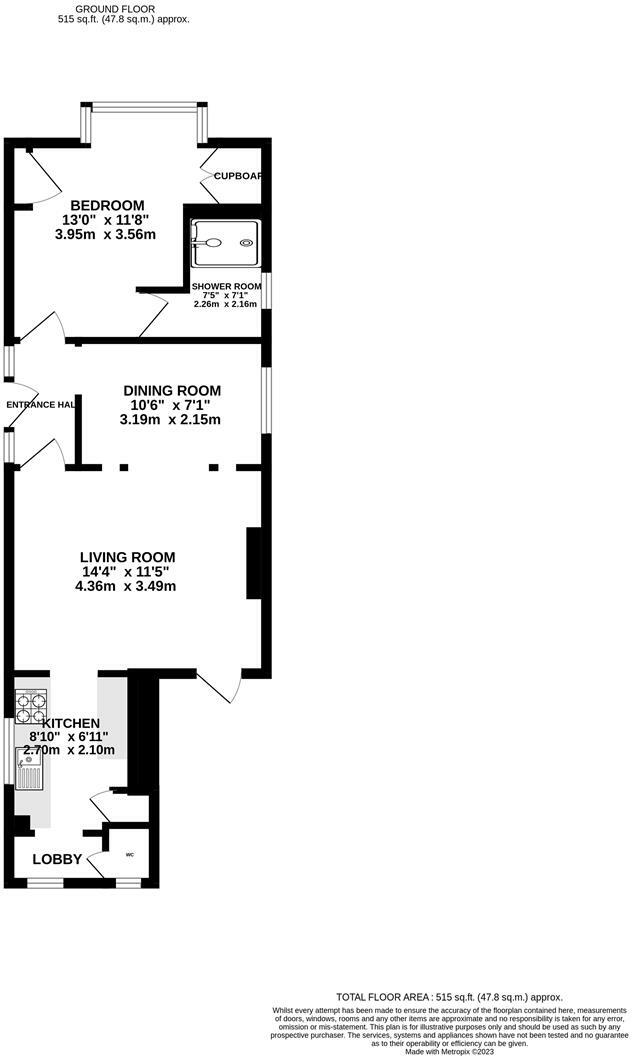 GROUND FLOOR
515 sq.ft. (47.8 sq.m.) approx.
CUPBOAR
BEDROOM
13'0" x 11'8"
3.95m x 3.56m
SHOWER ROOM
7'5" x 7'1"
2.26m x 2.16m
DINING ROOM
10'6" x 7'1"
3.19m x 2.15m
ENTRANCE HAL
LIVING ROOM
14'4" x 11'5"
4.36m x 3.49m
KITCHEN
8'10" x 6'11"
2.70m x 2.10m
LOBBY
WC
TOTAL FLOOR AREA : 515 sq.ft. (47.8 sq.m.) approx.
Whilst every attempt has been made to ensure the accuracy of the floorplan contained here, measurements
of doors, windows, rooms and any other items are approximate and no responsibility is taken for any error,
omission or mis-statement. This plan is for illustrative purposes only and should be used as such by any
prospective purchaser. The services, systems and appliances shown have not been tested and no guarantee
as to their operability or efficiency can be given.
Made with Metropix ©2023